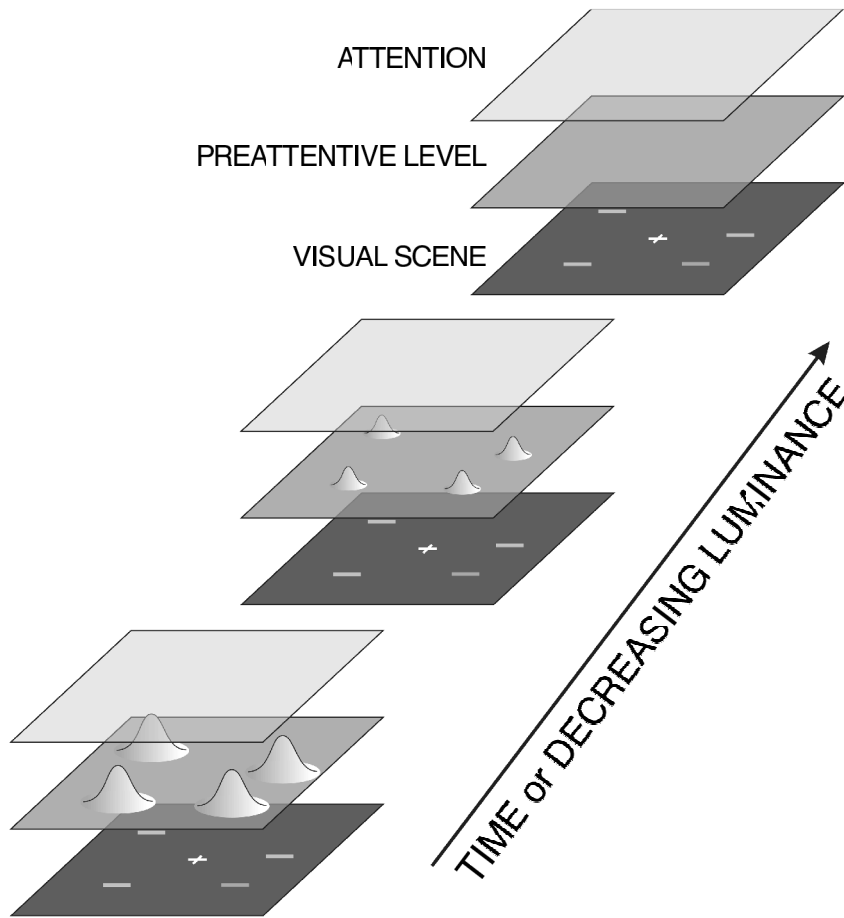 ATTENTION
PREATTENTIVE LEVEL
VISUAL SCENE
TIME or DECREASING LUMINANCE